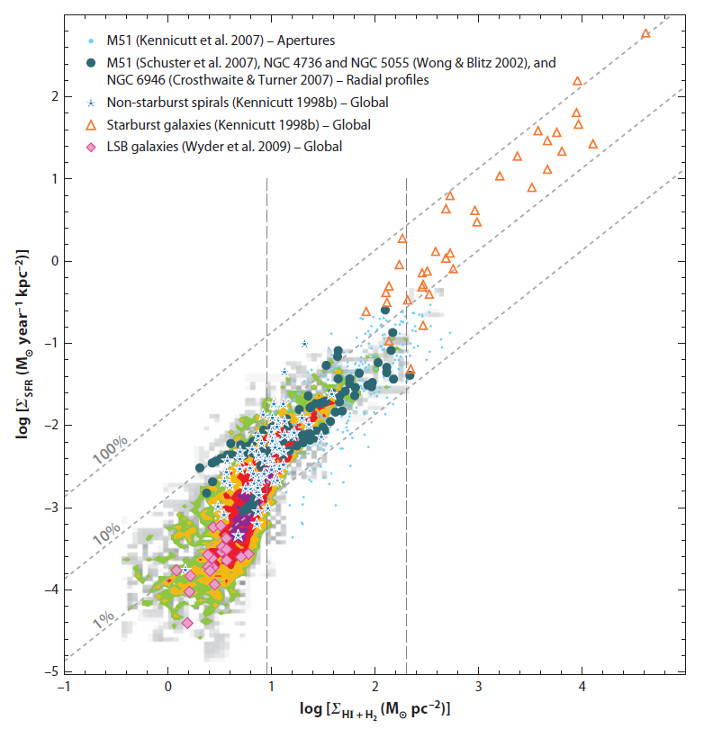 M51 (Kennicutt et al. 2007) – Apertures
M51 (Schuster et al. 2007), NGC 4736 and NGC 5055 (Wong & Blitz 2002), and
NGC 6946 (Crosthwaite & Turner 2007) – Radial profiles
Non-starburst spirals (Kennicutt 1998b) – Global
Starburst galaxies (Kennicutt 1998b) – Global
LSB galaxies (Wyder et al. 2009) – Global
2
1
0
–1
–2
–3
–4
–5
log [Σ_SFR (M⊙ year⁻¹ kpc⁻²)]
100%
10%
1%
–1
0
1
2
3
4
log [Σ_HI + H₂ (M⊙ pc⁻²)]